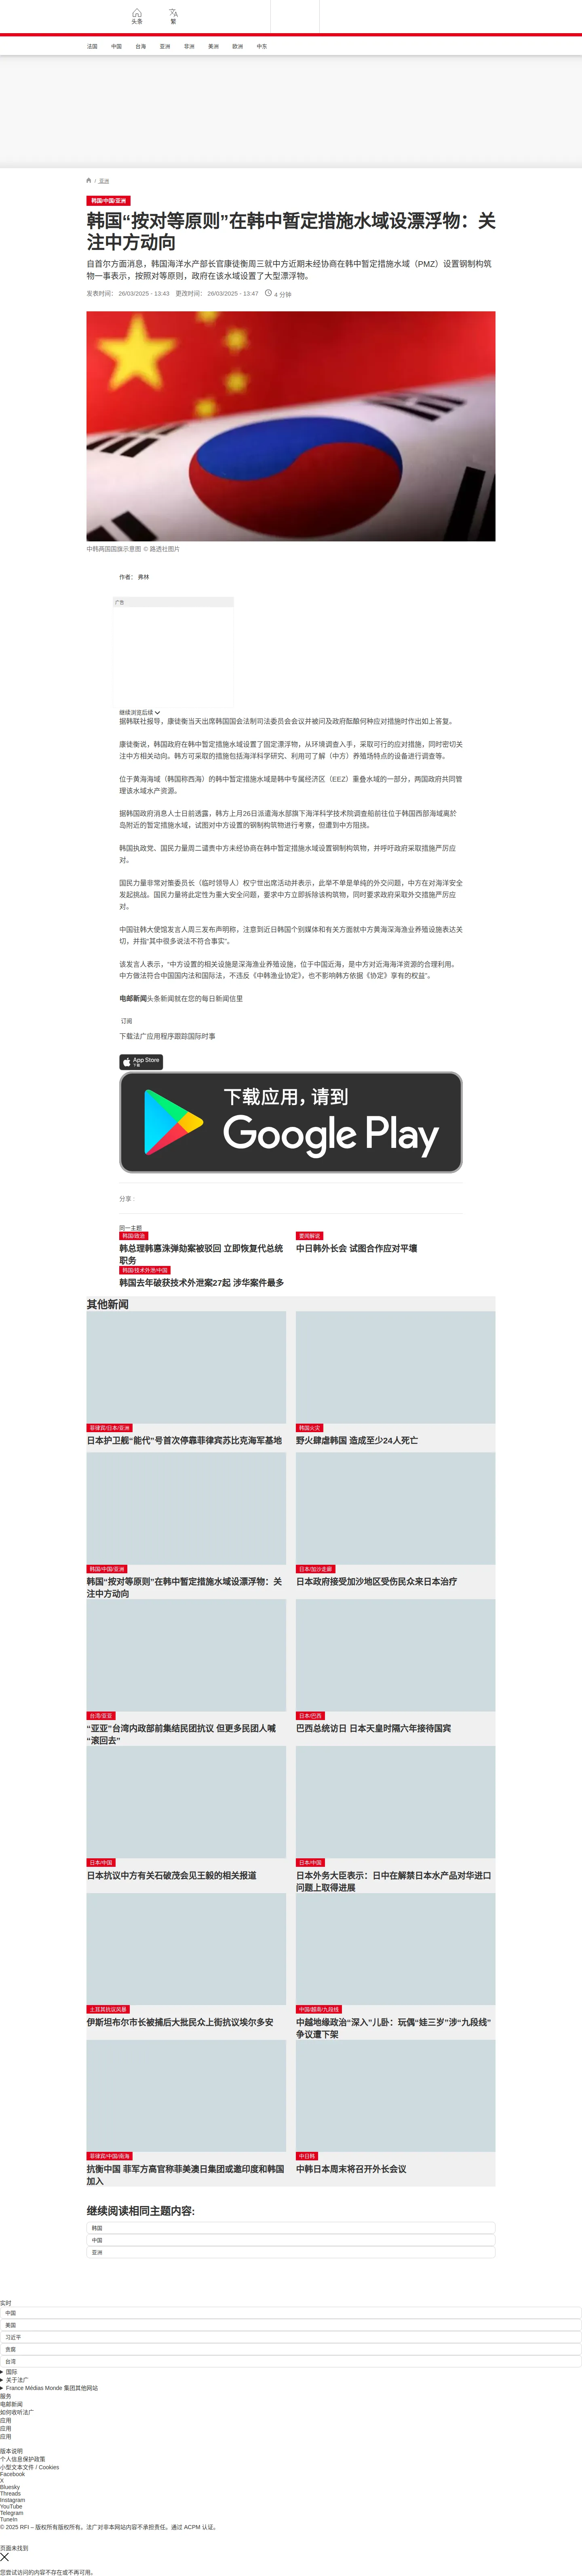 头条
繁
法国
中国
台海
亚洲
非洲
美洲
欧洲
中东
/ 亚洲
韩国/中国/亚洲
韩国“按对等原则”在韩中暂定措施水域设漂浮物：关
注中方动向
自首尔方面消息，韩国海洋水产部长官康徒衡周三就中方近期未经协商在韩中暂定措施水域（PMZ）设置钢制构筑
物一事表示，按照对等原则，政府在该水域设置了大型漂浮物。
发表时间： 26/03/2025 - 13:43 更改时间： 26/03/2025 - 13:47 4 分钟
中韩两国国旗示意图 © 路透社图片
作者： 弗林
广告
继续浏览后续
据韩联社报导，康徒衡当天出席韩国国会法制司法委员会会议并被问及政府酝酿何种应对措施时作出如上答复。
康徒衡说，韩国政府在韩中暂定措施水域设置了固定漂浮物，从环境调查入手，采取可行的应对措施，同时密切关
注中方相关动向。韩方可采取的措施包括海洋科学研究、利用可了解（中方）养殖场特点的设备进行调查等。
位于黄海海域（韩国称西海）的韩中暂定措施水域是韩中专属经济区（EEZ）重叠水域的一部分，两国政府共同管
理该水域水产资源。
据韩国政府消息人士日前透露，韩方上月26日派遣海水部旗下海洋科学技术院调查船前往位于韩国西部海域离於
岛附近的暂定措施水域，试图对中方设置的钢制构筑物进行考察，但遭到中方阻挠。
韩国执政党、国民力量周二谴责中方未经协商在韩中暂定措施水域设置钢制构筑物，并呼吁政府采取措施严厉应
对。
国民力量非常对策委员长（临时领导人）权宁世出席活动并表示，此举不单是单纯的外交问题，中方在对海洋安全
发起挑战。国民力量将此定性为重大安全问题，要求中方立即拆除该构筑物，同时要求政府采取外交措施严厉应
对。
中国驻韩大使馆发言人周三发布声明称，注意到近日韩国个别媒体和有关方面就中方黄海深海渔业养殖设施表达关
切，并指“其中很多说法不符合事实”。
该发言人表示，“中方设置的相关设施是深海渔业养殖设施，位于中国近海，是中方对近海海洋资源的合理利用，
中方做法符合中国国内法和国际法，不违反《中韩渔业协定》，也不影响韩方依据《协定》享有的权益”。
电邮新闻头条新闻就在您的每日新闻信里
订阅
下载法广应用程序跟踪国际时事
App Store
下载
下载应用，请到
Google Play
分享 :
同一主题
韩国/政治
韩总理韩悳洙弹劾案被驳回 立即恢复代总统
职务
要闻解说
中日韩外长会 试图合作应对平壤
韩国/技术外泄/中国
韩国去年破获技术外泄案27起 涉华案件最多
其他新闻
菲律宾/日本/亚洲
日本护卫舰“能代”号首次停靠菲律宾苏比克海军基地
韩国火灾
野火肆虐韩国 造成至少24人死亡
韩国/中国/亚洲
韩国“按对等原则”在韩中暂定措施水域设漂浮物：关
注中方动向
日本/加沙走廊
日本政府接受加沙地区受伤民众来日本治疗
台湾/亚亚
“亚亚”台湾内政部前集结民团抗议 但更多民团人喊
“滚回去”
日本/巴西
巴西总统访日 日本天皇时隔六年接待国宾
日本/中国
日本抗议中方有关石破茂会见王毅的相关报道
日本/中国
日本外务大臣表示：日中在解禁日本水产品对华进口
问题上取得进展
土耳其抗议风暴
伊斯坦布尔市长被捕后大批民众上街抗议埃尔多安
中国/越南/九段线
中越地缘政治“深入”儿卧：玩偶“娃三岁”涉“九段线”
争议遭下架
菲律宾/中国/南海
抗衡中国 菲军方高官称菲美澳日集团或邀印度和韩国
加入
中日韩
中韩日本周末将召开外长会议
继续阅读相同主题内容:
韩国
中国
亚洲
实时
中国
美国
习近平
贪腐
台湾
国际
关于法广
France Médias Monde 集团其他网站
服务
电邮新闻
如何收听法广
应用
应用
应用
版本说明
个人信息保护政策
小型文本文件 / Cookies
Facebook
X
Bluesky
Threads
Instagram
YouTube
Telegram
TuneIn
© 2025 RFI – 版权所有版权所有。法广对非本网站内容不承担责任。通过 ACPM 认证。
页面未找到
您尝试访问的内容不存在或不再可用。